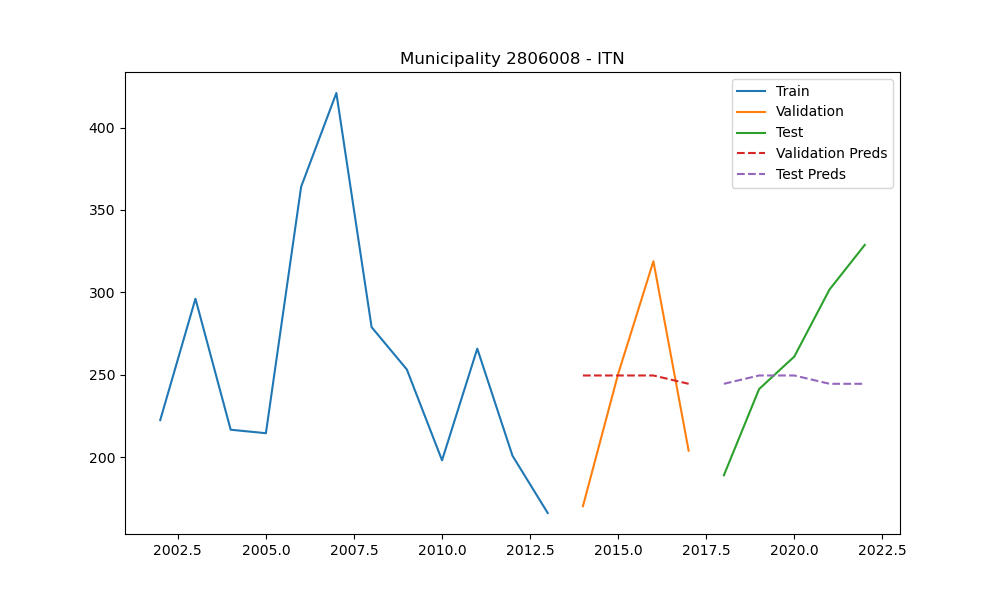 Municipality 2806008 - ITN
Train
Validation
Test
Validation Preds
Test Preds
400
350
300
250
200
2002.5 2005.0 2007.5 2010.0 2012.5 2015.0 2017.5 2020.0 2022.5